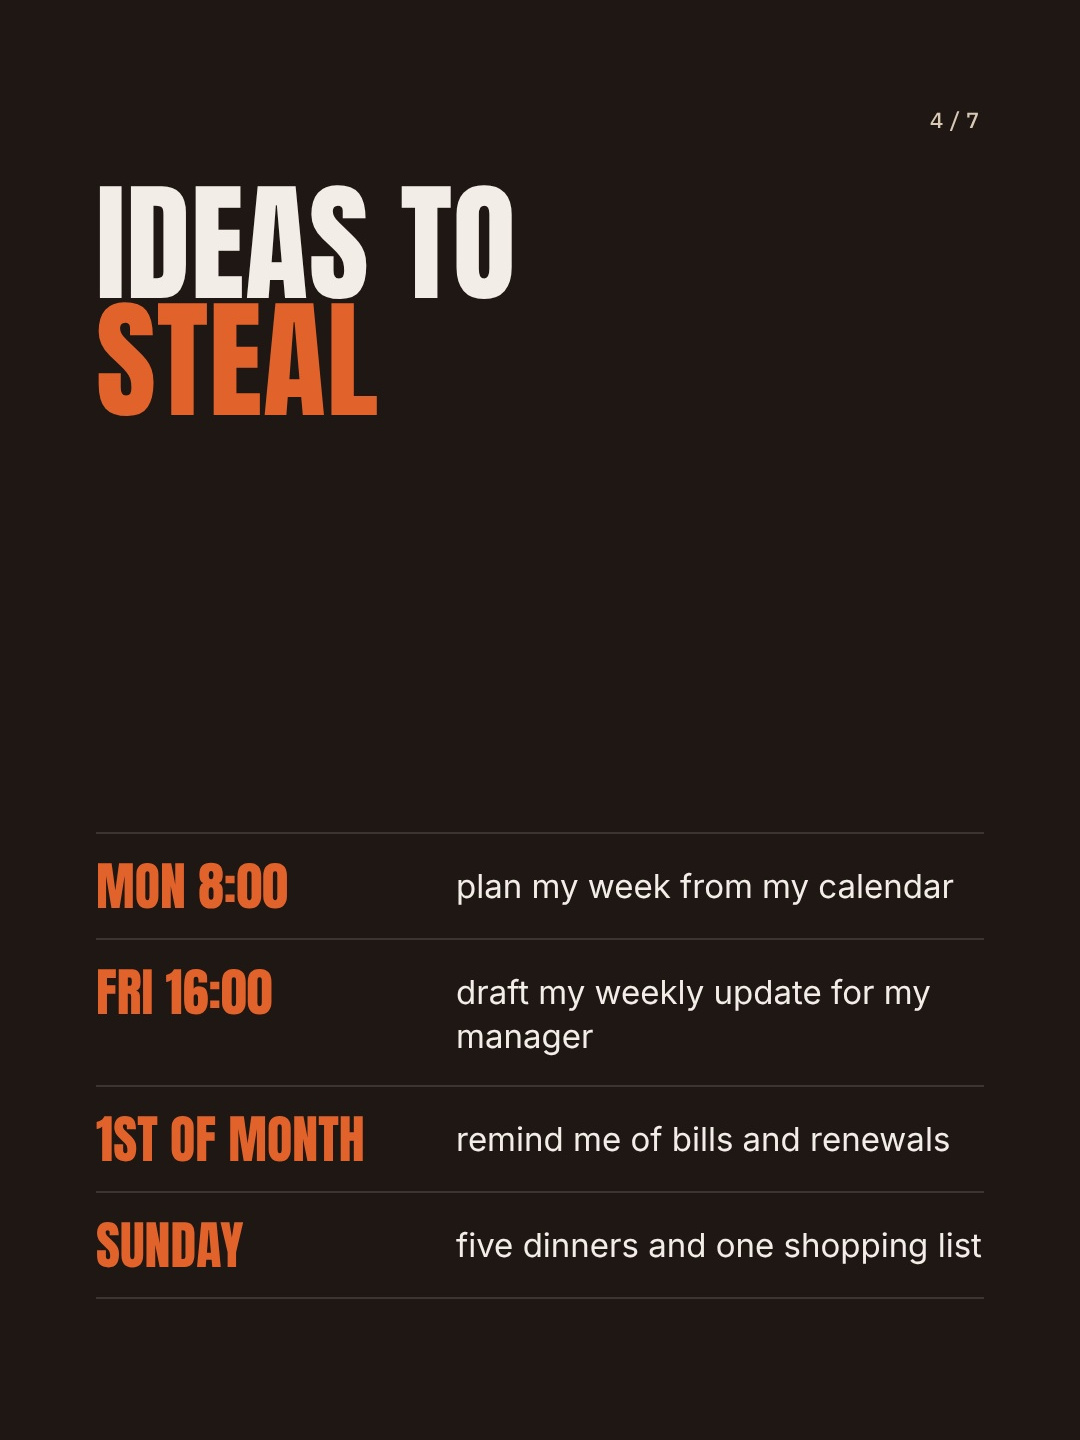 4 / 7
IDEAS TO
STEAL
MON 8:00
plan my week from my calendar
FRI 16:00
draft my weekly update for my
manager
1ST OF MONTH
remind me of bills and renewals
SUNDAY
five dinners and one shopping list